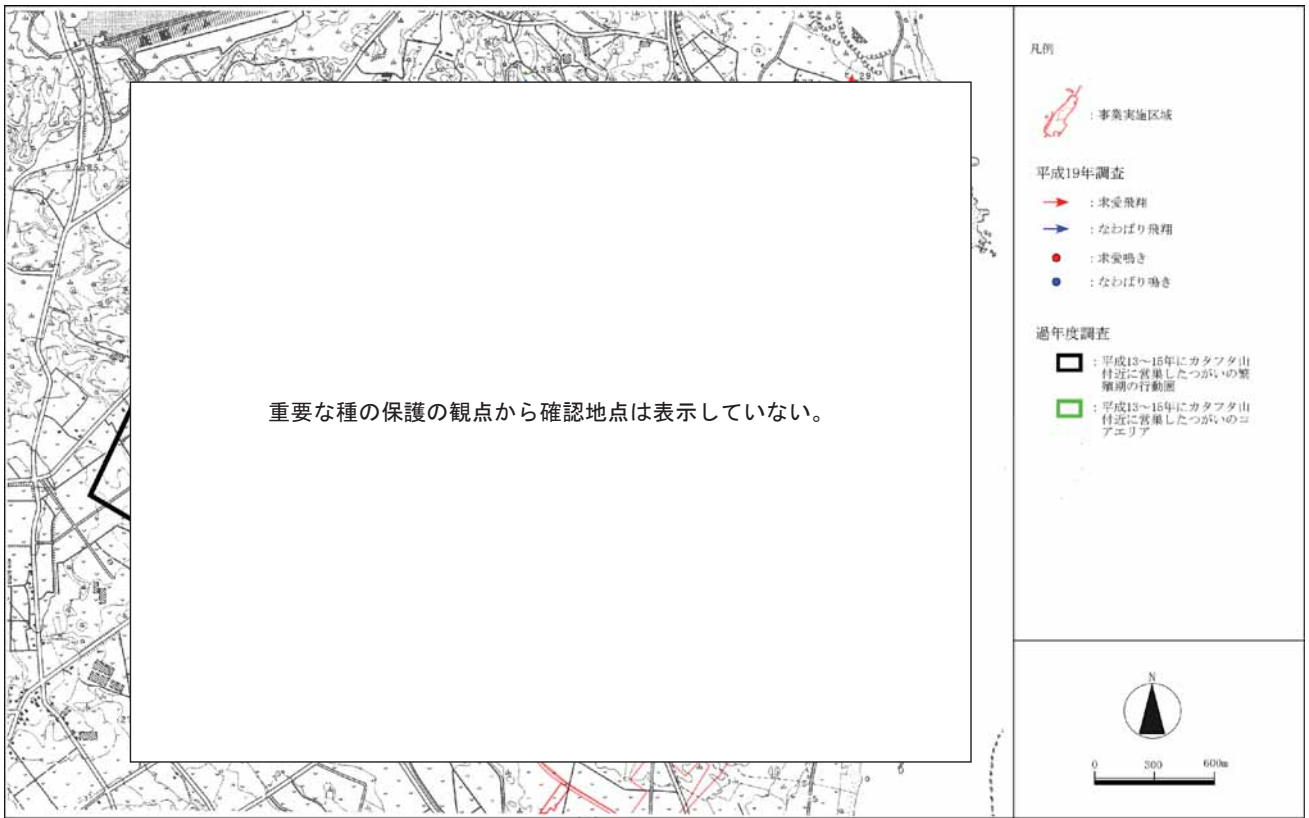 重要な種の保護の観点から確認地点は表示していない。
凡例
：事業実施区域
平成19年調査
：求愛飛翔
：なわばり飛翔
：求愛鳴き
：なわばり鳴き
過年度調査
：平成13～15年にカタフタ山
付近に営巣したつがいの繁
殖期の行動圏
：平成13～15年にカタフタ山
付近に営巣したつがいのコ
アエリア
N
0 300 600m